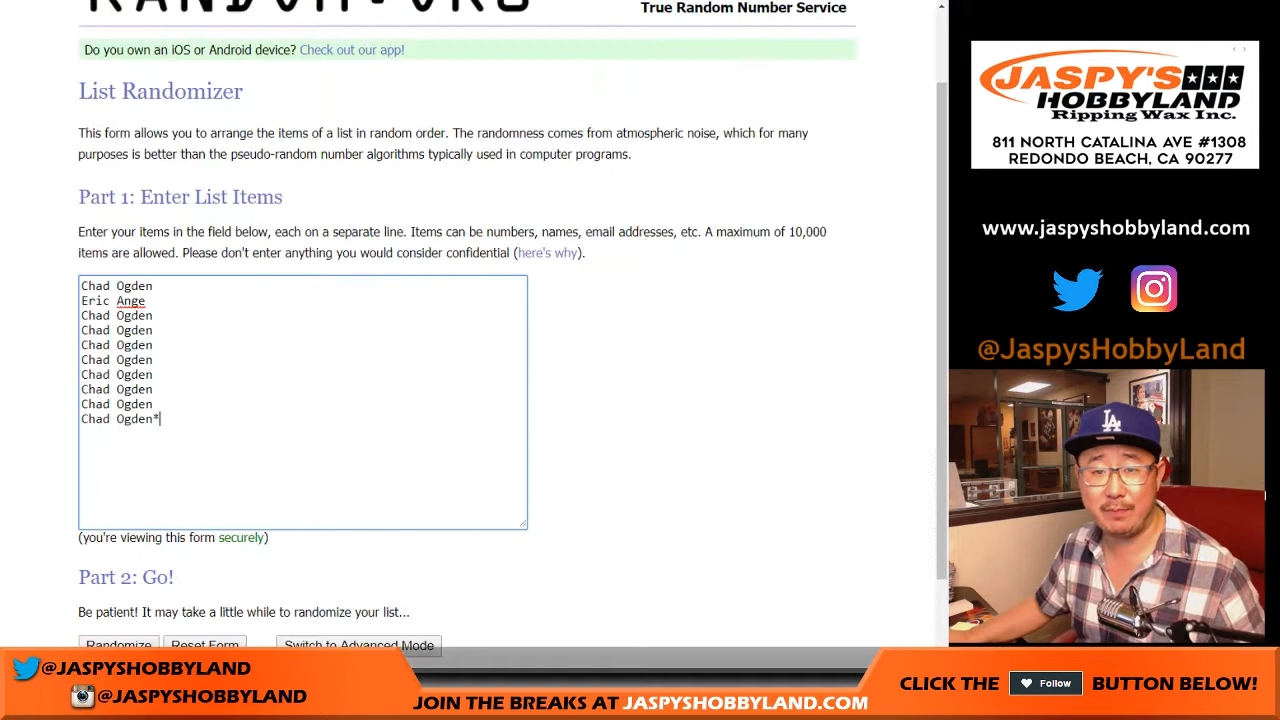 RANDOM.ORG
True Random Number Service
Do you own an iOS or Android device? Check out our app!
List Randomizer
This form allows you to arrange the items of a list in random order. The randomness comes from atmospheric noise, which for many
purposes is better than the pseudo-random number algorithms typically used in computer programs.
Part 1: Enter List Items
Enter your items in the field below, each on a separate line. Items can be numbers, names, email addresses, etc. A maximum of 10,000
items are allowed. Please don't enter anything you would consider confidential (here's why).
Chad Ogden
Eric Ange
Chad Ogden
Chad Ogden
Chad Ogden
Chad Ogden
Chad Ogden
Chad Ogden
Chad Ogden
Chad Ogden*
(you're viewing this form securely)
Part 2: Go!
Be patient! It may take a little while to randomize your list...
Randomize Reset Form Switch to Advanced Mode
JASPY'S
HOBBYLAND
Ripping Wax Inc.
811 NORTH CATALINA AVE #1308
REDONDO BEACH, CA 90277
www.jaspyshobbyland.com
@JaspysHobbyLand
LA
@JASPYSHOBBYLAND
@JASPYSHOBBYLAND
JOIN THE BREAKS AT JASPYSHOBBYLAND.COM
CLICK THE Follow BUTTON BELOW!